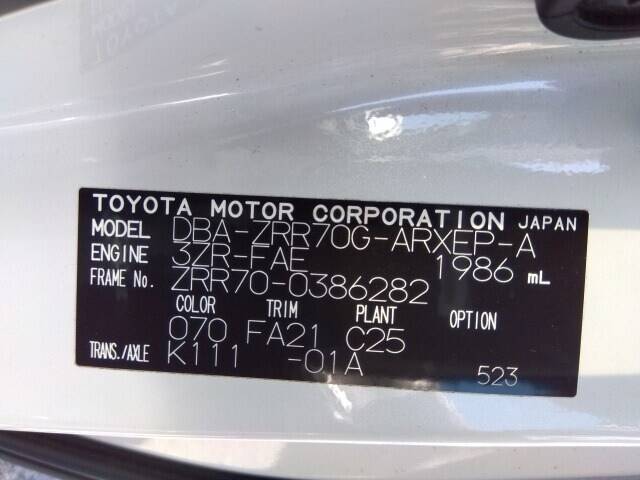 TOYOTA MOTOR CORPORATION JAPAN
MODEL DBA-ZRR70G-ARXEP-A
ENGINE 3ZR-FAE 1986 mL
FRAME No. ZRR70-0386282
COLOR TRIM PLANT OPTION
070 FA21 C25
TRANS./AXLE K111 -01A 523